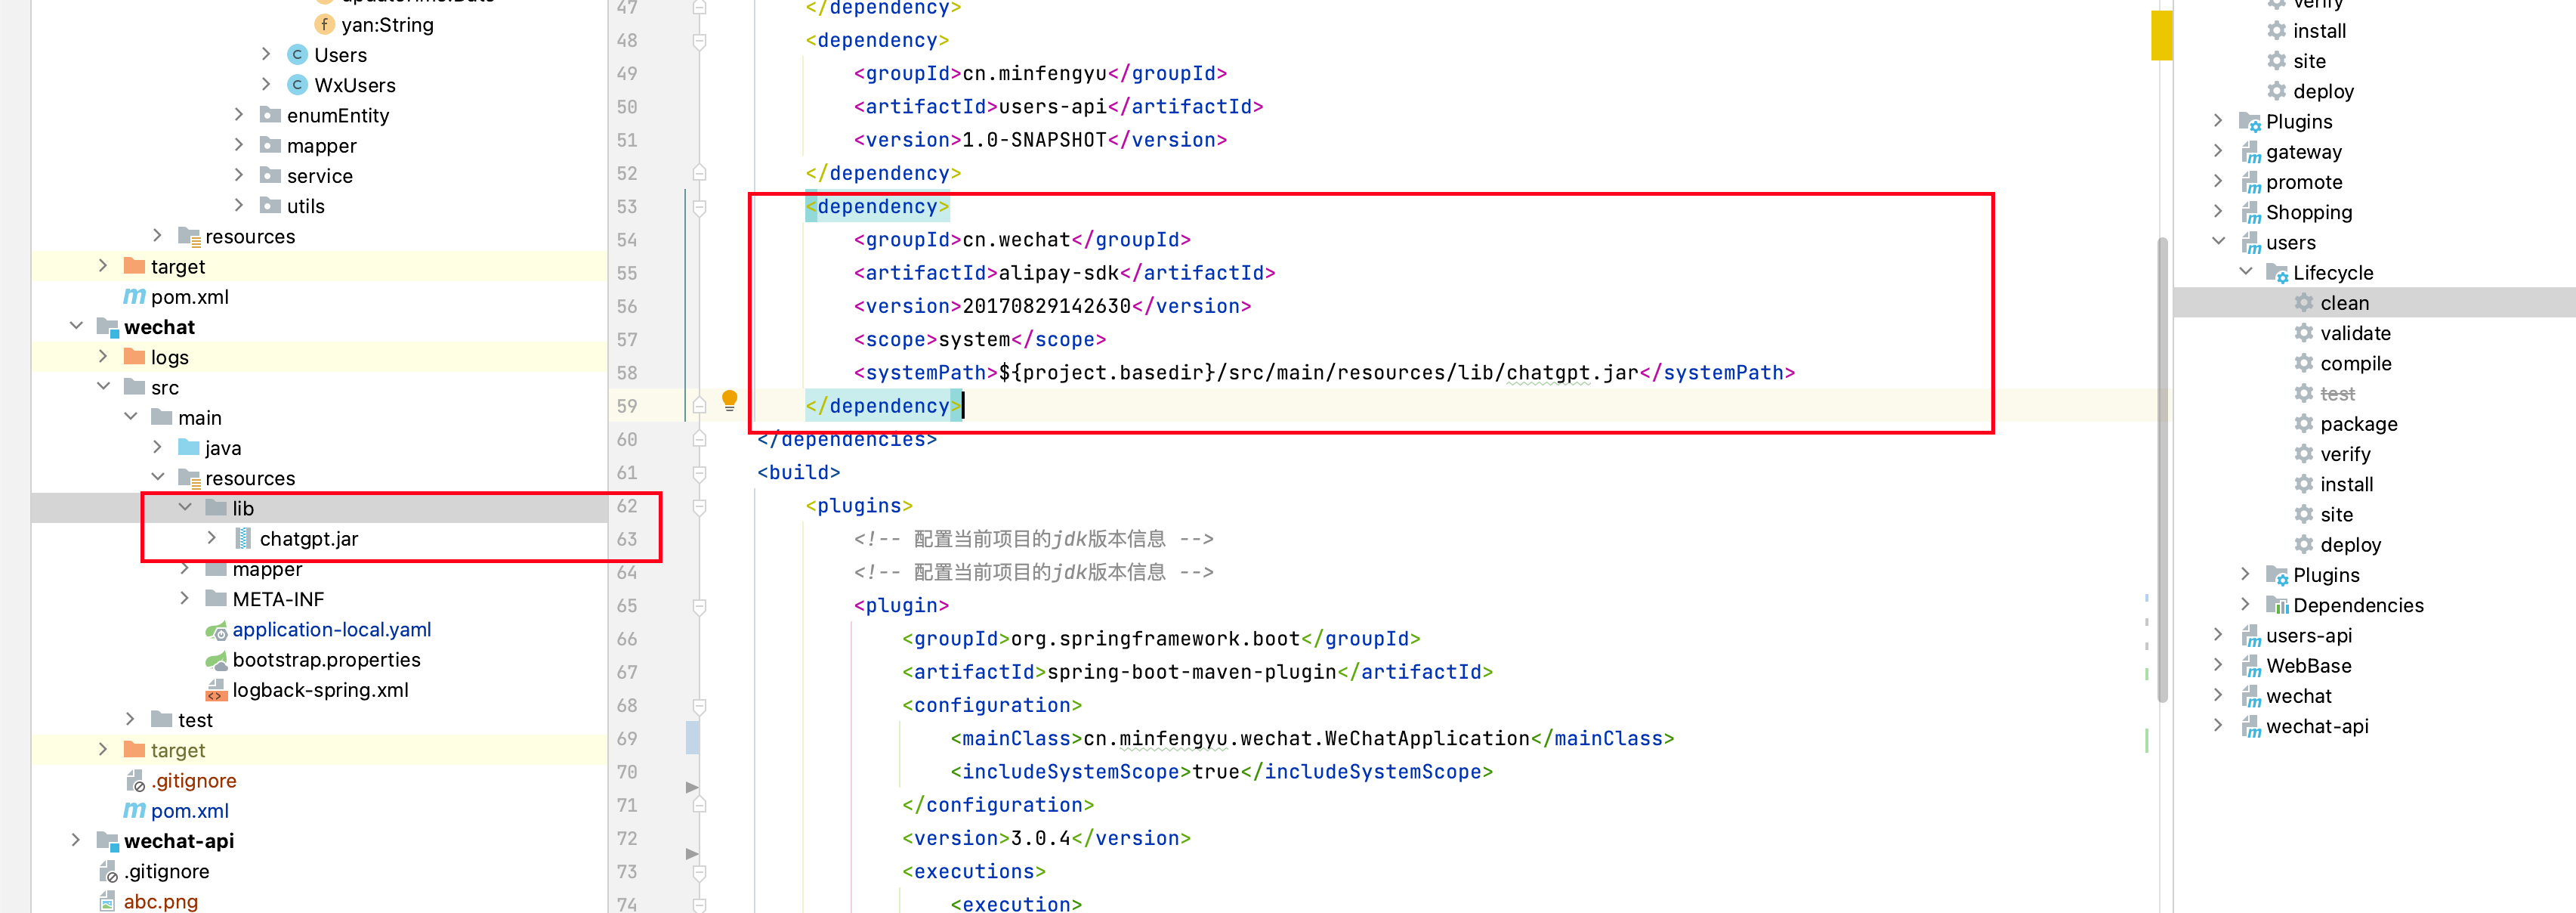 yan:String
Users
WxUsers
enumEntity
mapper
service
utils
resources
target
pom.xml
wechat
logs
src
main
java
resources
lib
chatgpt.jar
mapper
META-INF
application-local.yaml
bootstrap.properties
logback-spring.xml
test
target
.gitignore
pom.xml
wechat-api
.gitignore
abc.png
47 </dependency>
48 <dependency>
49 <groupId>cn.minfengyu</groupId>
50 <artifactId>users-api</artifactId>
51 <version>1.0-SNAPSHOT</version>
52 </dependency>
53 <dependency>
54 <groupId>cn.wechat</groupId>
55 <artifactId>alipay-sdk</artifactId>
56 <version>20170829142630</version>
57 <scope>system</scope>
58 <systemPath>${project.basedir}/src/main/resources/lib/chatgpt.jar</systemPath>
59 </dependency>
60 </dependencies>
61 <build>
62 <plugins>
63 <!-- 配置当前项目的jdk版本信息 -->
64 <!-- 配置当前项目的jdk版本信息 -->
65 <plugin>
66 <groupId>org.springframework.boot</groupId>
67 <artifactId>spring-boot-maven-plugin</artifactId>
68 <configuration>
69 <mainClass>cn.minfengyu.wechat.WeChatApplication</mainClass>
70 <includeSystemScope>true</includeSystemScope>
71 </configuration>
72 <version>3.0.4</version>
73 <executions>
74 <execution>
verify
install
site
deploy
Plugins
gateway
promote
Shopping
users
Lifecycle
clean
validate
compile
test
package
verify
install
site
deploy
Plugins
Dependencies
users-api
WebBase
wechat
wechat-api